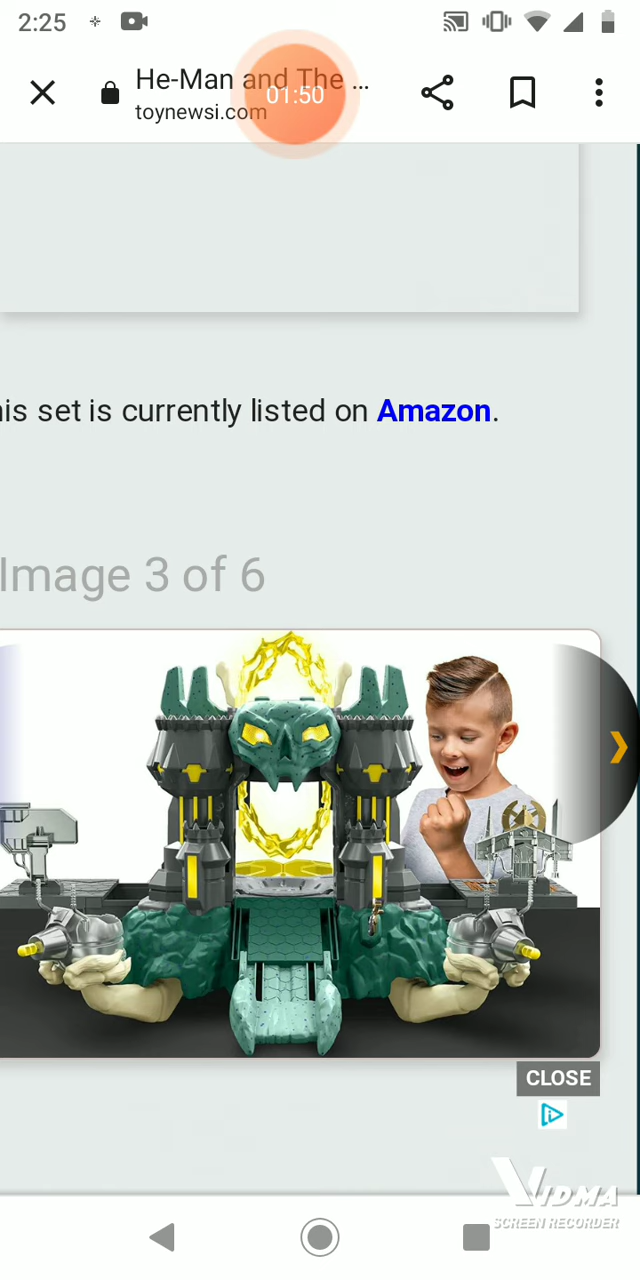 2:25
He-Man and The ...
01:50
toynewsi.com
his set is currently listed on Amazon.
Image 3 of 6
CLOSE
VIDMA
SCREEN RECORDER